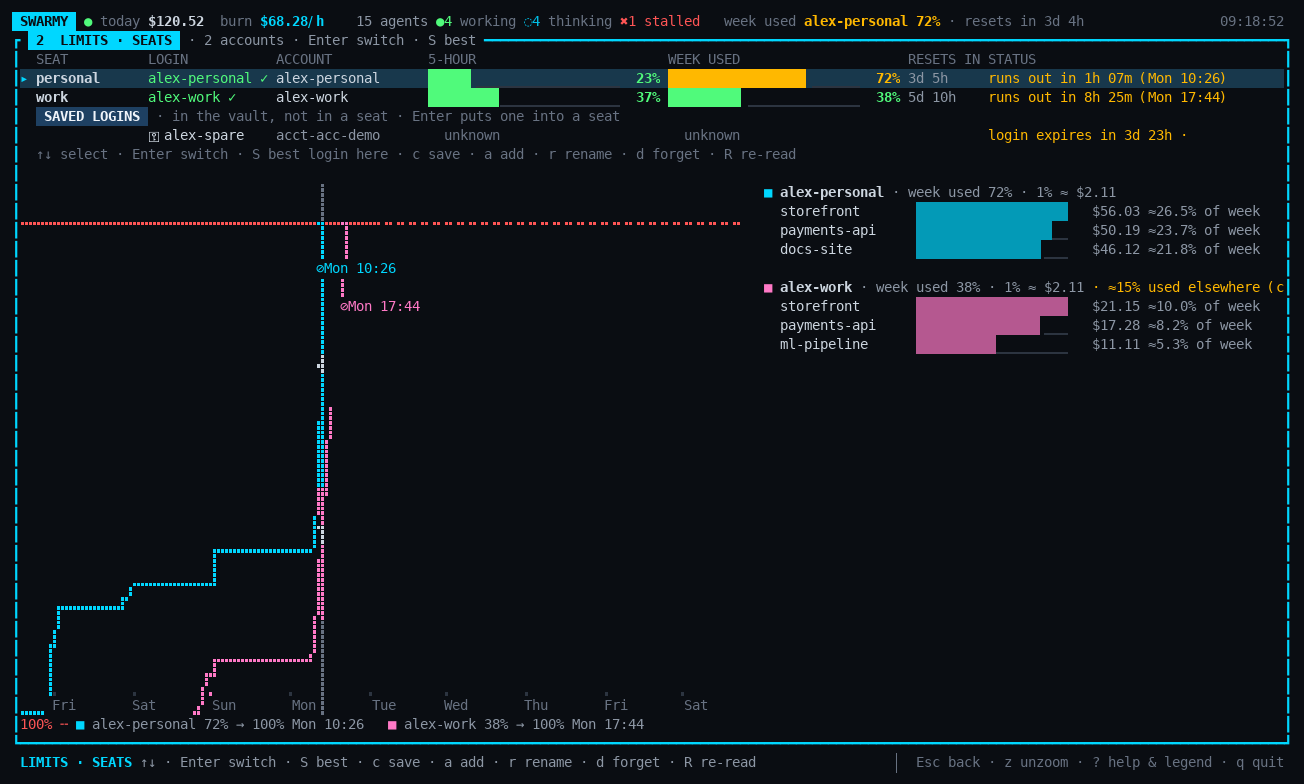 SWARMY ● today $120.52 burn $68.28/h 15 agents ●4 working ◌4 thinking ✖1 stalled week used alex-personal 72% · resets in 3d 4h 09:18:52
2 LIMITS · SEATS · 2 accounts · Enter switch · S best
SEAT LOGIN ACCOUNT 5-HOUR WEEK USED RESETS IN STATUS
▸ personal alex-personal ✓ alex-personal 23% 72% 3d 5h runs out in 1h 07m (Mon 10:26)
work alex-work ✓ alex-work 37% 38% 5d 10h runs out in 8h 25m (Mon 17:44)
SAVED LOGINS · in the vault, not in a seat · Enter puts one into a seat
⚿ alex-spare acct-acc-demo unknown unknown login expires in 3d 23h ·
↑↓ select · Enter switch · S best login here · c save · a add · r rename · d forget · R re-read
■ alex-personal · week used 72% · 1% ≈ $2.11
storefront $56.03 ≈26.5% of week
payments-api $50.19 ≈23.7% of week
docs-site $46.12 ≈21.8% of week
⊘Mon 10:26
■ alex-work · week used 38% · 1% ≈ $2.11 · ≈15% used elsewhere (c
⊘Mon 17:44
storefront $21.15 ≈10.0% of week
payments-api $17.28 ≈8.2% of week
ml-pipeline $11.11 ≈5.3% of week
Fri Sat Sun Mon Tue Wed Thu Fri Sat
100% ╌ ■ alex-personal 72% → 100% Mon 10:26 ■ alex-work 38% → 100% Mon 17:44
LIMITS · SEATS ↑↓ · Enter switch · S best · c save · a add · r rename · d forget · R re-read │ Esc back · z unzoom · ? help & legend · q quit